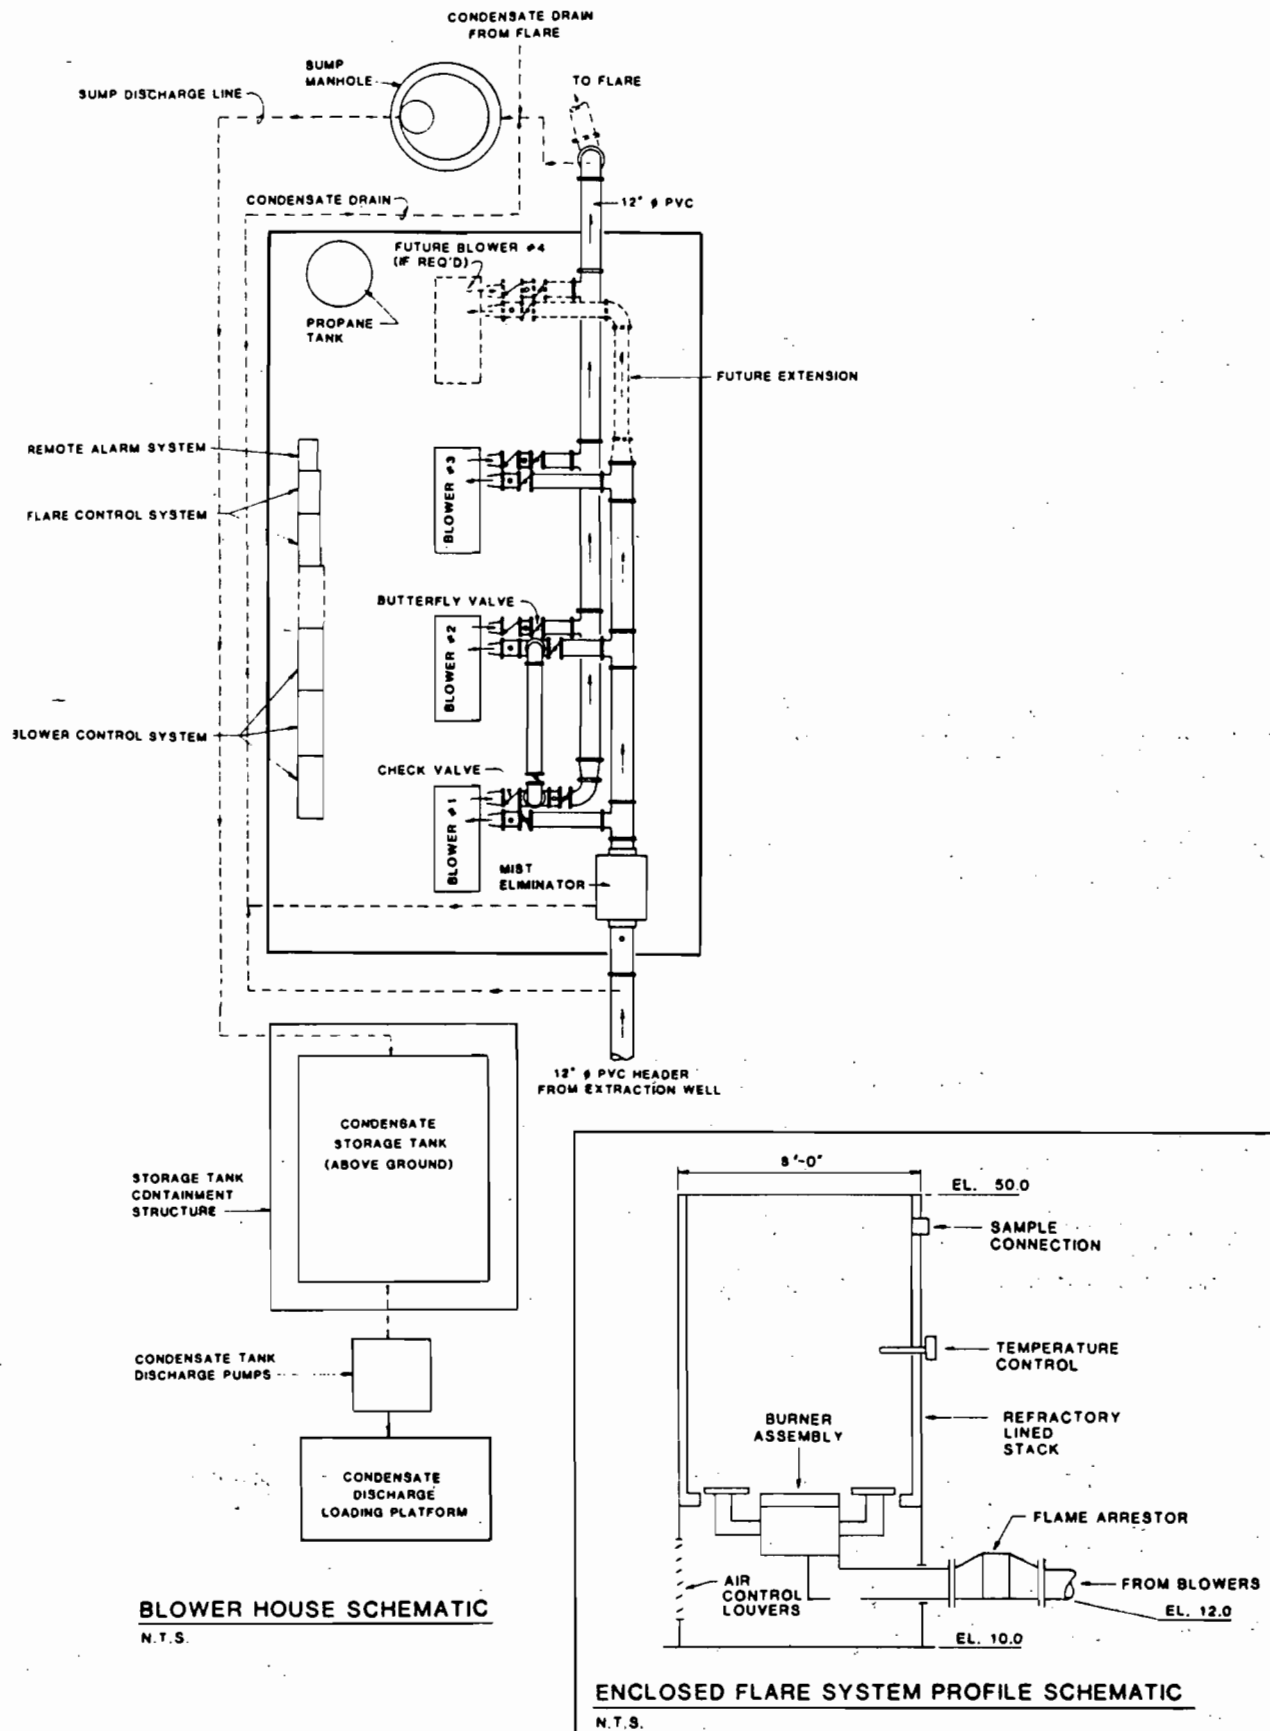 CONDENSATE DRAIN
FROM FLARE
SUMP
MANHOLE
SUMP DISCHARGE LINE
TO FLARE
CONDENSATE DRAIN
12" φ PVC
FUTURE BLOWER #4
(IF REQ'D)
PROPANE
TANK
FUTURE EXTENSION
REMOTE ALARM SYSTEM
BLOWER #3
FLARE CONTROL SYSTEM
BUTTERFLY VALVE
BLOWER #2
BLOWER CONTROL SYSTEM
CHECK VALVE
BLOWER #1
MIST
ELIMINATOR
12" φ PVC HEADER
FROM EXTRACTION WELL
CONDENSATE
STORAGE TANK
(ABOVE GROUND)
STORAGE TANK
CONTAINMENT
STRUCTURE
CONDENSATE TANK
DISCHARGE PUMPS
CONDENSATE
DISCHARGE
LOADING PLATFORM
BLOWER HOUSE SCHEMATIC
N.T.S.
8'-0"
EL. 50.0
SAMPLE
CONNECTION
TEMPERATURE
CONTROL
BURNER
ASSEMBLY
REFRACTORY
LINED
STACK
FLAME ARRESTOR
AIR
CONTROL
LOUVERS
FROM BLOWERS
EL. 12.0
EL. 10.0
ENCLOSED FLARE SYSTEM PROFILE SCHEMATIC
N.T.S.